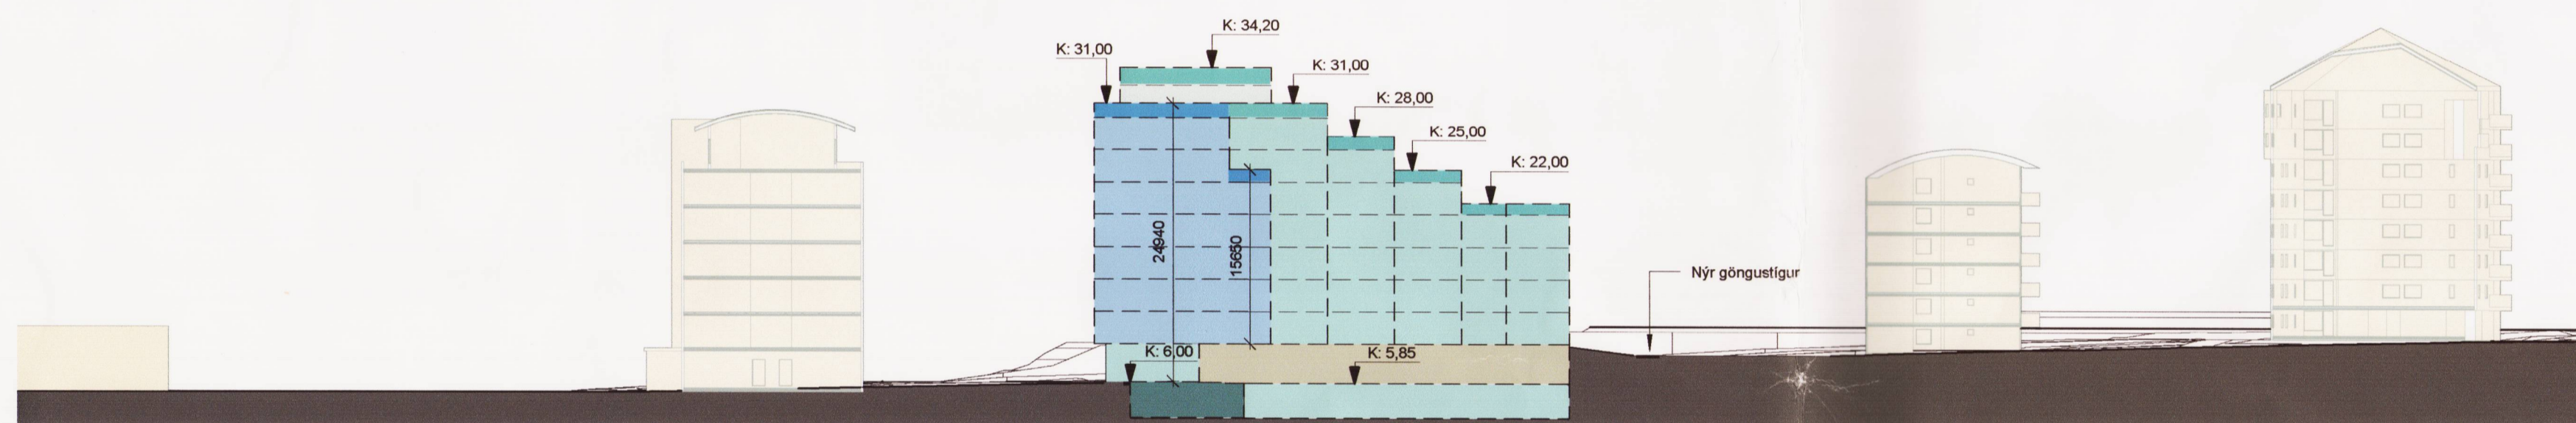 K: 34,20
K: 31,00
K: 31,00
K: 28,00
K: 25,00
K: 22,00
24940
15650
Nýr göngustígur
K: 6,00
K: 5,85